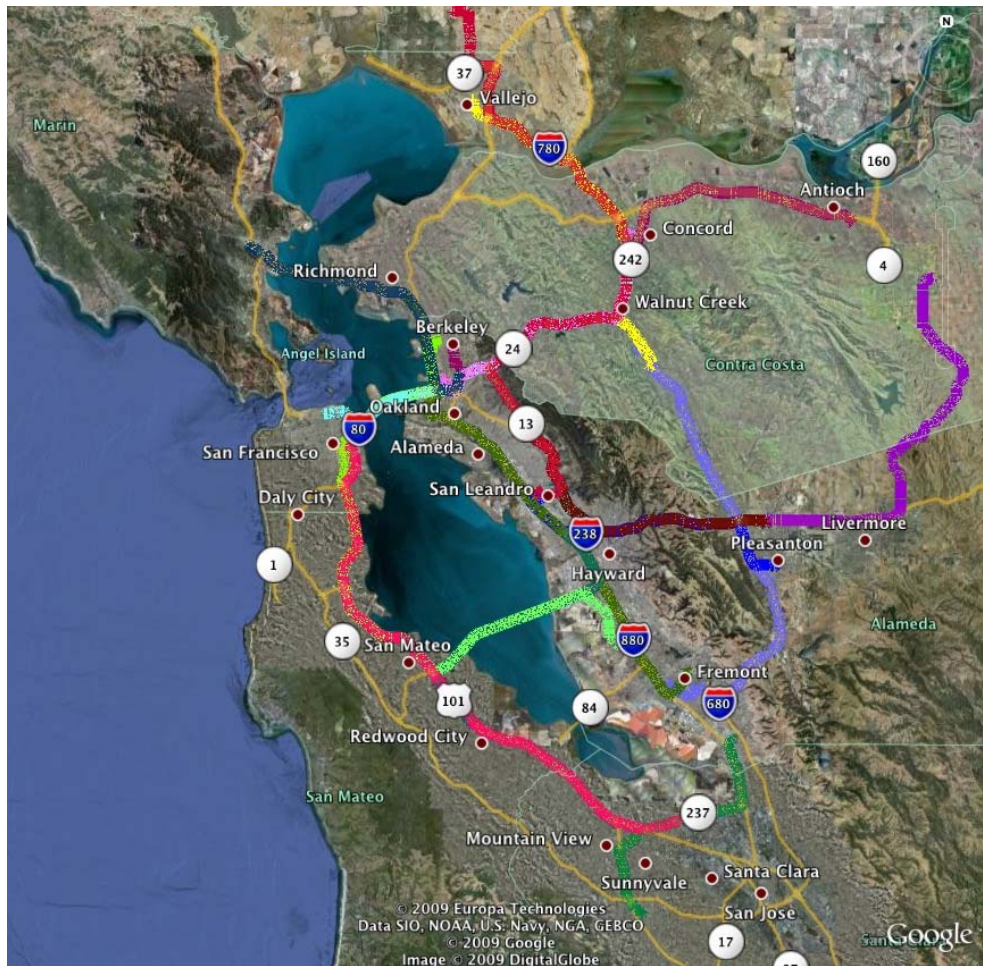 N
37
Vallejo
Marin
780
160
Antioch
Concord
242
4
Richmond
Walnut Creek
Berkeley
24
Angel Island
Contra Costa
Oakland
13
80
San Francisco
Alameda
San Leandro
Daly City
238
Livermore
Pleasanton
Hayward
1
880
Alameda
35
San Mateo
Fremont
101
680
84
Redwood City
San Mateo
237
Mountain View
Sunnyvale
Santa Clara
San Jose
© 2009 Europa Technologies
Data SIO, NOAA, U.S. Navy, NGA, GEBCO
© 2009 Google
Image © 2009 DigitalGlobe
17
Google